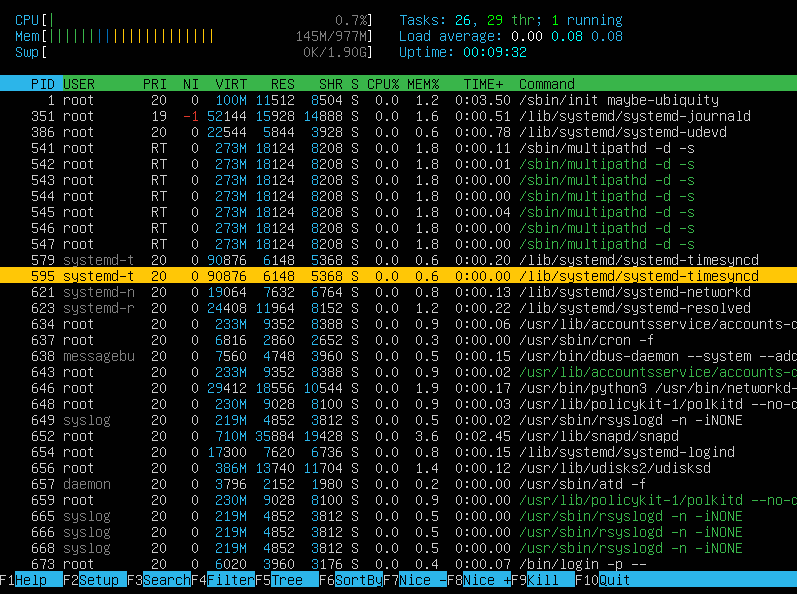 CPU[| 0.7%] Tasks: 26, 29 thr; 1 running
Mem[||||||||||||||||||||| 145M/977M] Load average: 0.00 0.08 0.08
Swp[ 0K/1.90G] Uptime: 00:09:32
PID USER PRI NI VIRT RES SHR S CPU% MEM% TIME+ Command
1 root 20 0 100M 11512 8504 S 0.0 1.2 0:03.50 /sbin/init maybe-ubiquity
351 root 19 -1 52144 15928 14888 S 0.0 1.6 0:00.51 /lib/systemd/systemd-journald
386 root 20 0 22544 5844 3928 S 0.0 0.6 0:00.78 /lib/systemd/systemd-udevd
541 root RT 0 273M 18124 8208 S 0.0 1.8 0:00.11 /sbin/multipathd -d -s
542 root RT 0 273M 18124 8208 S 0.0 1.8 0:00.01 /sbin/multipathd -d -s
543 root RT 0 273M 18124 8208 S 0.0 1.8 0:00.00 /sbin/multipathd -d -s
544 root RT 0 273M 18124 8208 S 0.0 1.8 0:00.00 /sbin/multipathd -d -s
545 root RT 0 273M 18124 8208 S 0.0 1.8 0:00.04 /sbin/multipathd -d -s
546 root RT 0 273M 18124 8208 S 0.0 1.8 0:00.00 /sbin/multipathd -d -s
547 root RT 0 273M 18124 8208 S 0.0 1.8 0:00.00 /sbin/multipathd -d -s
579 systemd-t 20 0 90876 6148 5368 S 0.0 0.6 0:00.20 /lib/systemd/systemd-timesyncd
595 systemd-t 20 0 90876 6148 5368 S 0.0 0.6 0:00.00 /lib/systemd/systemd-timesyncd
621 systemd-n 20 0 19064 7632 6764 S 0.0 0.8 0:00.13 /lib/systemd/systemd-networkd
623 systemd-r 20 0 24408 11964 8152 S 0.0 1.2 0:00.22 /lib/systemd/systemd-resolved
634 root 20 0 233M 9352 8388 S 0.0 0.9 0:00.06 /usr/lib/accountsservice/accounts-d
637 root 20 0 6816 2860 2652 S 0.0 0.3 0:00.00 /usr/sbin/cron -f
638 messagebu 20 0 7560 4748 3960 S 0.0 0.5 0:00.15 /usr/bin/dbus-daemon --system --add
643 root 20 0 233M 9352 8388 S 0.0 0.9 0:00.02 /usr/lib/accountsservice/accounts-d
646 root 20 0 29412 18556 10544 S 0.0 1.9 0:00.17 /usr/bin/python3 /usr/bin/networkd-
648 root 20 0 230M 9028 8100 S 0.0 0.9 0:00.03 /usr/lib/policykit-1/polkitd --no-d
649 syslog 20 0 219M 4852 3812 S 0.0 0.5 0:00.02 /usr/sbin/rsyslogd -n -iNONE
652 root 20 0 710M 35884 19428 S 0.0 3.6 0:02.45 /usr/lib/snapd/snapd
654 root 20 0 17300 7620 6736 S 0.0 0.8 0:00.15 /lib/systemd/systemd-logind
656 root 20 0 386M 13740 11704 S 0.0 1.4 0:00.12 /usr/lib/udisks2/udisksd
657 daemon 20 0 3796 2152 1980 S 0.0 0.2 0:00.00 /usr/sbin/atd -f
659 root 20 0 230M 9028 8100 S 0.0 0.9 0:00.00 /usr/lib/policykit-1/polkitd --no-d
665 syslog 20 0 219M 4852 3812 S 0.0 0.5 0:00.00 /usr/sbin/rsyslogd -n -iNONE
666 syslog 20 0 219M 4852 3812 S 0.0 0.5 0:00.00 /usr/sbin/rsyslogd -n -iNONE
668 syslog 20 0 219M 4852 3812 S 0.0 0.5 0:00.00 /usr/sbin/rsyslogd -n -iNONE
673 root 20 0 6020 3960 3176 S 0.0 0.4 0:00.07 /bin/login -p --
F1Help F2Setup F3SearchF4FilterF5Tree F6SortByF7Nice -F8Nice +F9Kill F10Quit